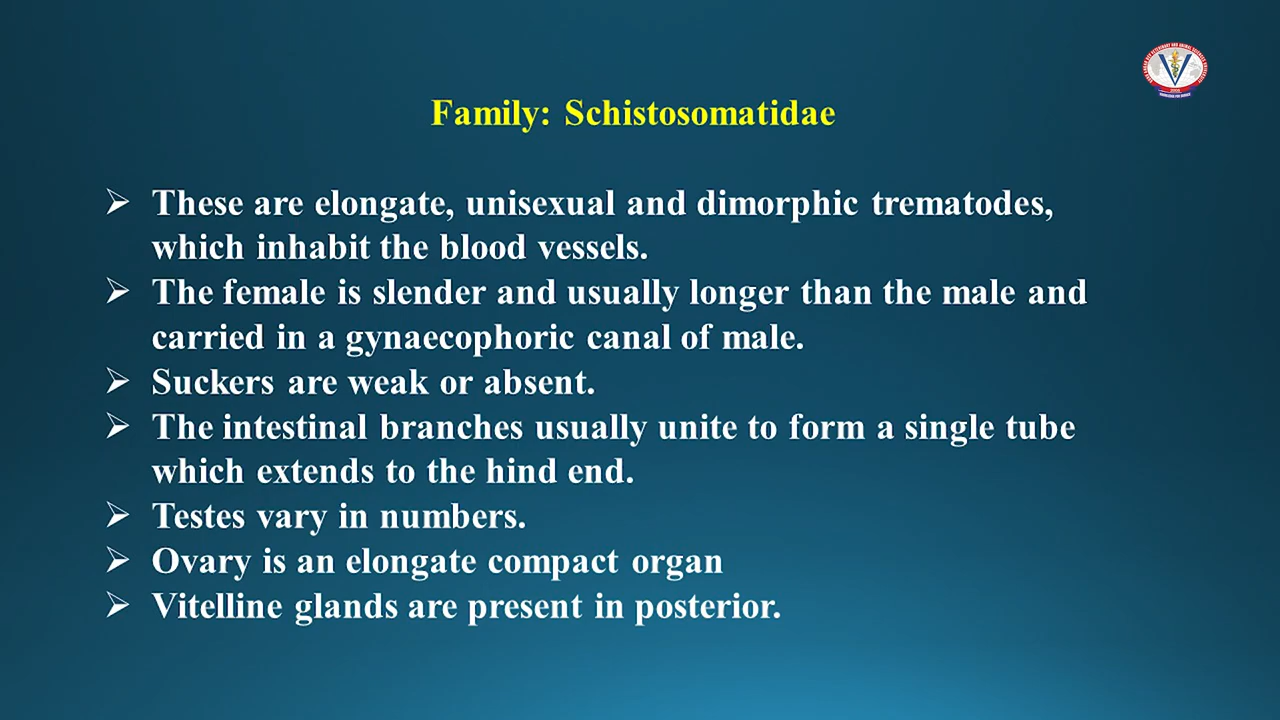 Family: Schistosomatidae
➢ These are elongate, unisexual and dimorphic trematodes,
which inhabit the blood vessels.
➢ The female is slender and usually longer than the male and
carried in a gynaecophoric canal of male.
➢ Suckers are weak or absent.
➢ The intestinal branches usually unite to form a single tube
which extends to the hind end.
➢ Testes vary in numbers.
➢ Ovary is an elongate compact organ
➢ Vitelline glands are present in posterior.